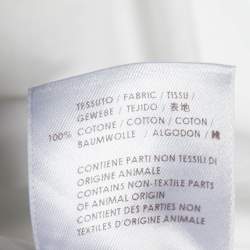 TESSUTO / FABRIC / TISSU /
GEWEBE / TEJIDO / 表地
100% COTONE / COTTON / COTON /
BAUMWOLLE / ALGODON / 綿
CONTIENE PARTI NON TESSILI DI
ORIGINE ANIMALE
CONTAINS NON-TEXTILE PARTS
OF ANIMAL ORIGIN
CONTIENT DES PARTIES NON
TEXTILES D'ORIGINE ANIMALE